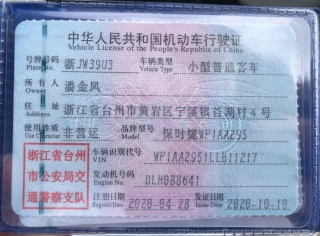 中华人民共和国机动车行驶证
Vehicle License of the People's Republic of China
号牌号码 浙JW39U3 车辆类型 小型普通客车
Plate No. Vehicle Type
所有人 潘金凤
Owner
住址 浙江省台州市黄岩区宁溪镇苔湖村4号
Address
使用性质 非营运 品牌型号 保时捷WP1AA295
Use Character Model
浙江省台州市公安局交通警察支队
车辆识别代号 WP1AA2951LLB11217
VIN
发动机号码 DLH088641
Engine No.
注册日期 2020-04-28 发证日期 2020-10-10
Register Date Issue Date